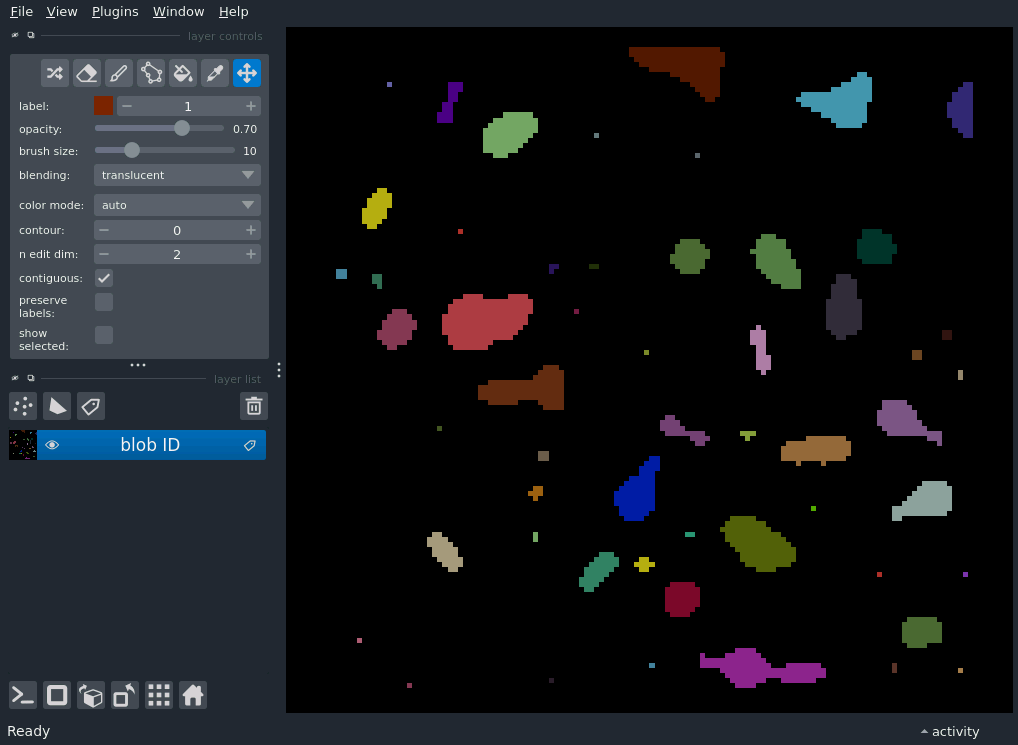 File View Plugins Window Help
layer controls
label: 1
opacity: 0.70
brush size: 10
blending: translucent
color mode: auto
contour: 0
n edit dim: 2
contiguous:
preserve
labels:
show
selected:
layer list
blob ID
Ready
activity